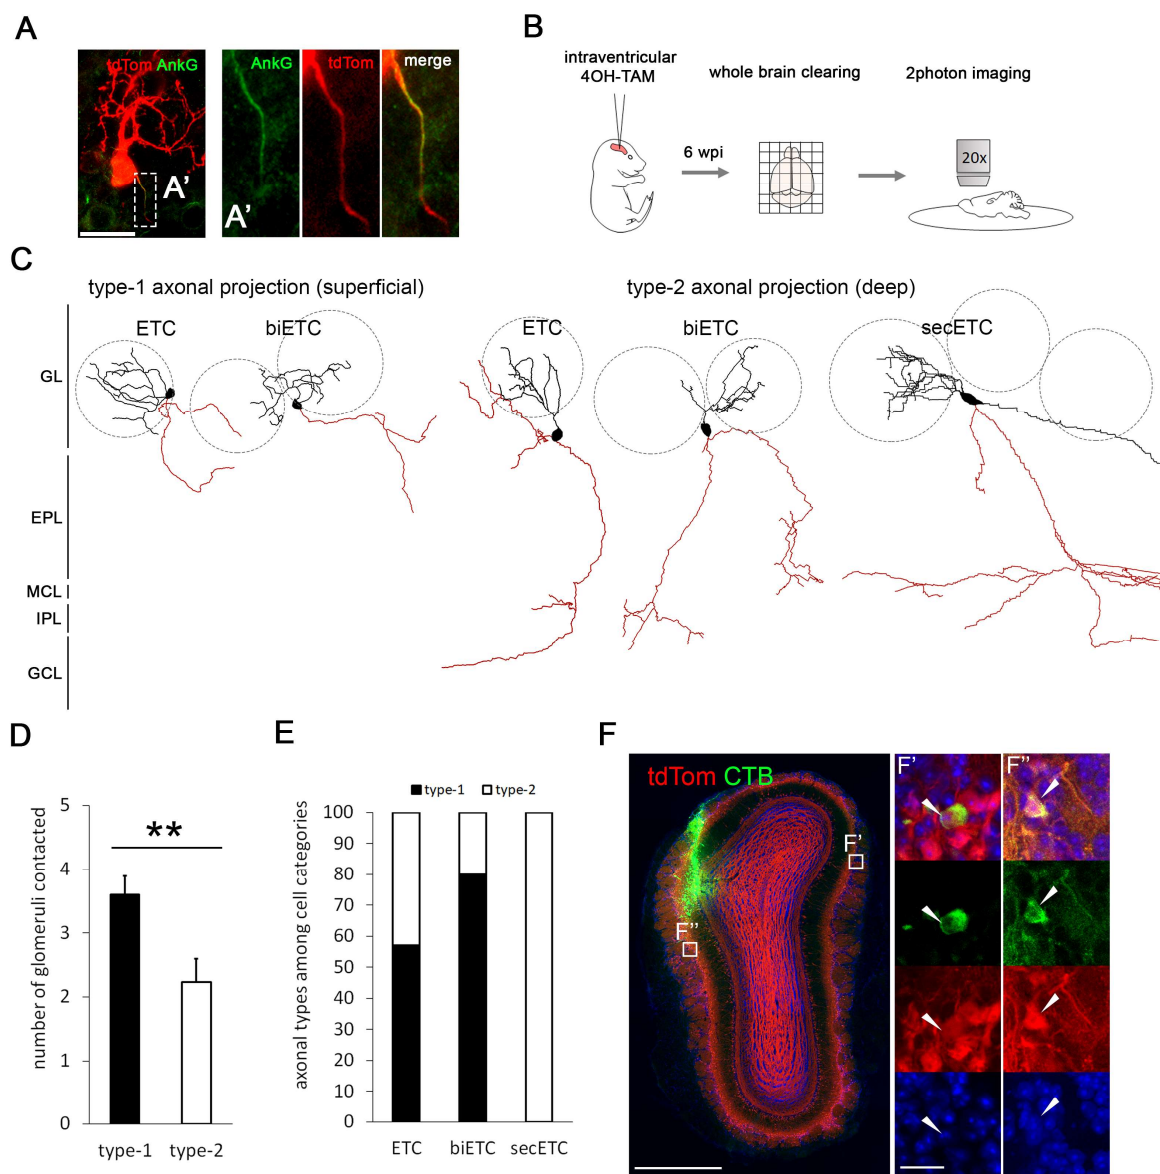 A
tdTom AnkG
A'
AnkG
tdTom
merge
A'
B
intraventricular
4OH-TAM
whole brain clearing
2photon imaging
6 wpi
20x
C
type-1 axonal projection (superficial)
type-2 axonal projection (deep)
ETC
biETC
ETC
biETC
secETC
GL
EPL
MCL
IPL
GCL
D
number of glomeruli contacted
5
4
3
2
1
0
**
type-1
type-2
E
axonal types among cell categories
type-1
type-2
100
90
80
70
60
50
40
30
20
10
0
ETC
biETC
secETC
F
tdTom CTB
F'
F''
F'
F''